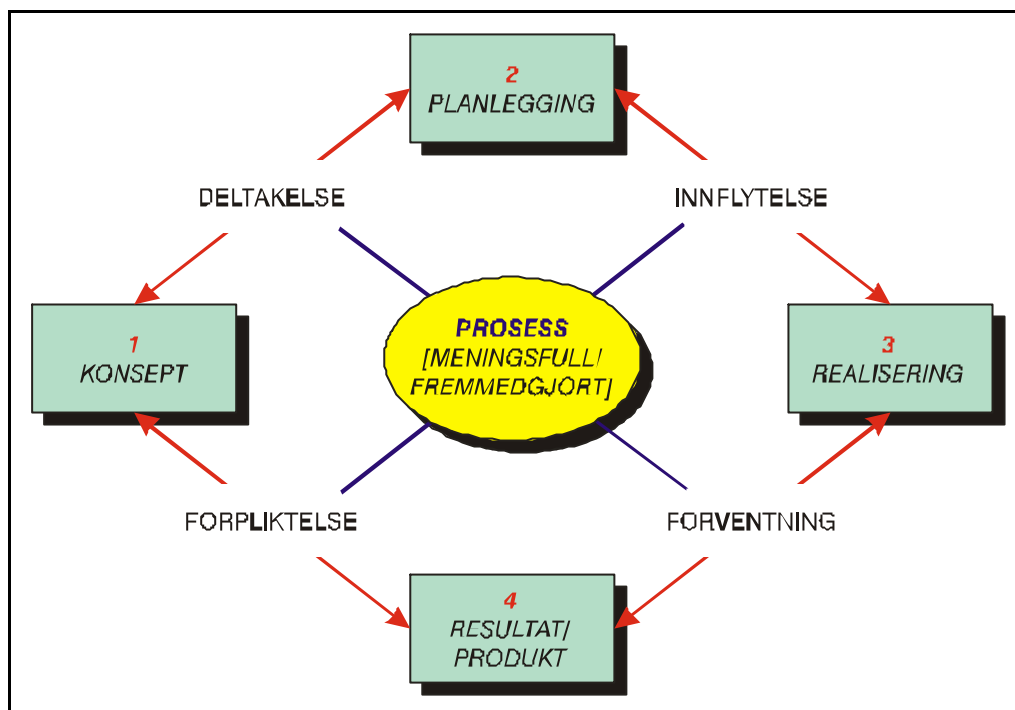 2
PLANLEGGING
DELTAKELSE
INNFLYTELSE
1
KONSEPT
PROSESS
[MENINGSFULL/
FREMMEDGJORT]
3
REALISERING
FORPLIKTELSE
FORVENTNING
4
RESULTAT/
PRODUKT